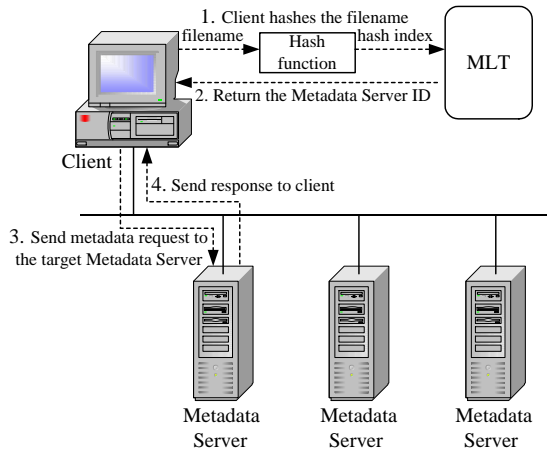 1. Client hashes the filename
filename
Hash
function
hash index
MLT
2. Return the Metadata Server ID
Client
4. Send response to client
3. Send metadata request to
the target Metadata Server
Metadata
Server
Metadata
Server
Metadata
Server